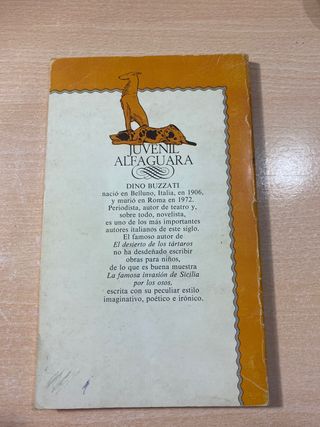 JUVENIL
ALFAGUARA
DINO BUZZATI
nació en Belluno, Italia, en 1906,
y murió en Roma en 1972.
Periodista, autor de teatro y,
sobre todo, novelista,
es uno de los más importantes
autores italianos de este siglo.
El famoso autor de
El desierto de los tártaros
no ha desdeñado escribir
obras para niños,
de lo que es buena muestra
La famosa invasión de Sicilia
por los osos,
escrita con su peculiar estilo
imaginativo, poético e irónico.